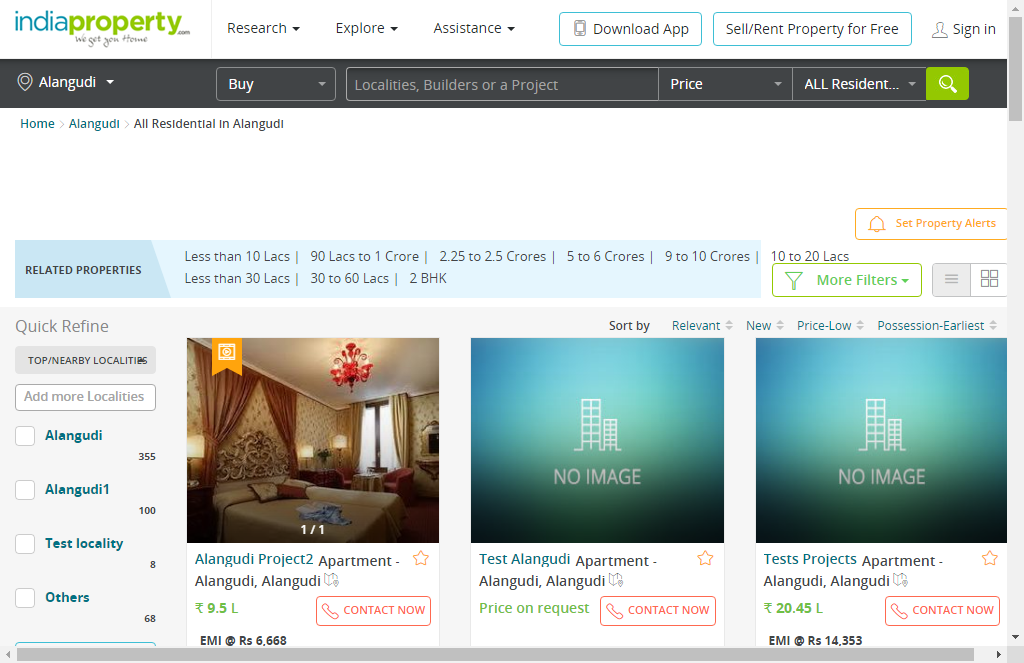 indiaproperty.com
We get you Home
Research
Explore
Assistance
Download App
Sell/Rent Property for Free
Sign in
Alangudi
Buy
Localities, Builders or a Project
Price
ALL Resident...
Home > Alangudi > All Residential in Alangudi
Set Property Alerts
RELATED PROPERTIES
Less than 10 Lacs | 90 Lacs to 1 Crore | 2.25 to 2.5 Crores | 5 to 6 Crores | 9 to 10 Crores | 10 to 20 Lacs
Less than 30 Lacs | 30 to 60 Lacs | 2 BHK
More Filters
Quick Refine
Sort by Relevant New Price-Low Possession-Earliest
TOP/NEARBY LOCALITIES
Add more Localities
Alangudi
355
Alangudi1
100
Test locality
8
Others
68
1 / 1
Alangudi Project2 Apartment -
Alangudi, Alangudi
₹ 9.5 L
CONTACT NOW
EMI @ Rs 6,668
NO IMAGE
Test Alangudi Apartment -
Alangudi, Alangudi
Price on request
CONTACT NOW
NO IMAGE
Tests Projects Apartment -
Alangudi, Alangudi
₹ 20.45 L
CONTACT NOW
EMI @ Rs 14,353